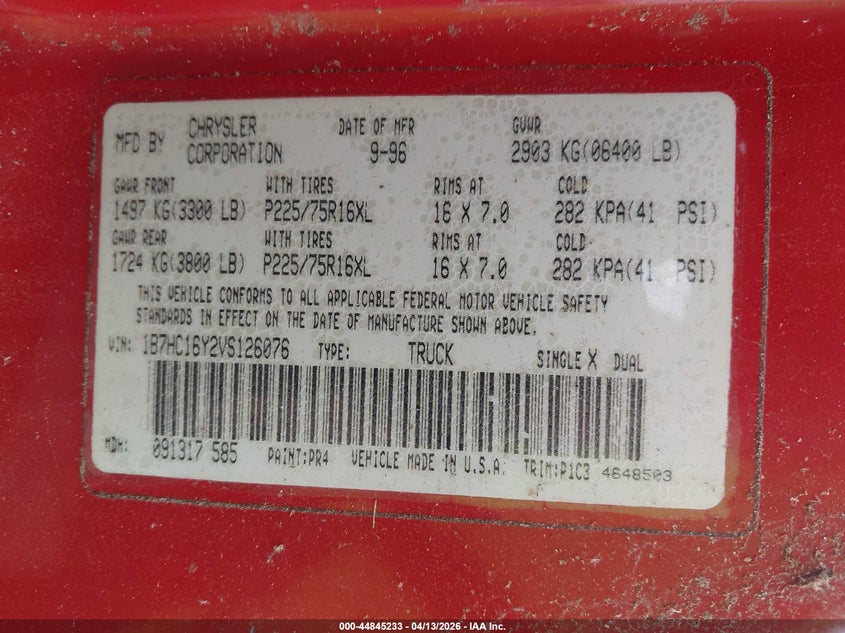 MFD BY CHRYSLER CORPORATION DATE OF MFR 9-96 GVWR 2903 KG(06400 LB)
GAWR FRONT WITH TIRES RIMS AT COLD
1497 KG(3300 LB) P225/75R16XL 16 X 7.0 282 KPA(41 PSI)
GAWR REAR WITH TIRES RIMS AT COLD
1724 KG(3800 LB) P225/75R16XL 16 X 7.0 282 KPA(41 PSI)
THIS VEHICLE CONFORMS TO ALL APPLICABLE FEDERAL MOTOR VEHICLE SAFETY
STANDARDS IN EFFECT ON THE DATE OF MANUFACTURE SHOWN ABOVE.
VIN: 1B7HC16Y2VS126076 TYPE: TRUCK SINGLE X DUAL
MDH: 091317 585 PAINT:PR4 VEHICLE MADE IN U.S.A. TRIM:P1C3 4648503
000-44845233 - 04/13/2026 - IAA Inc.